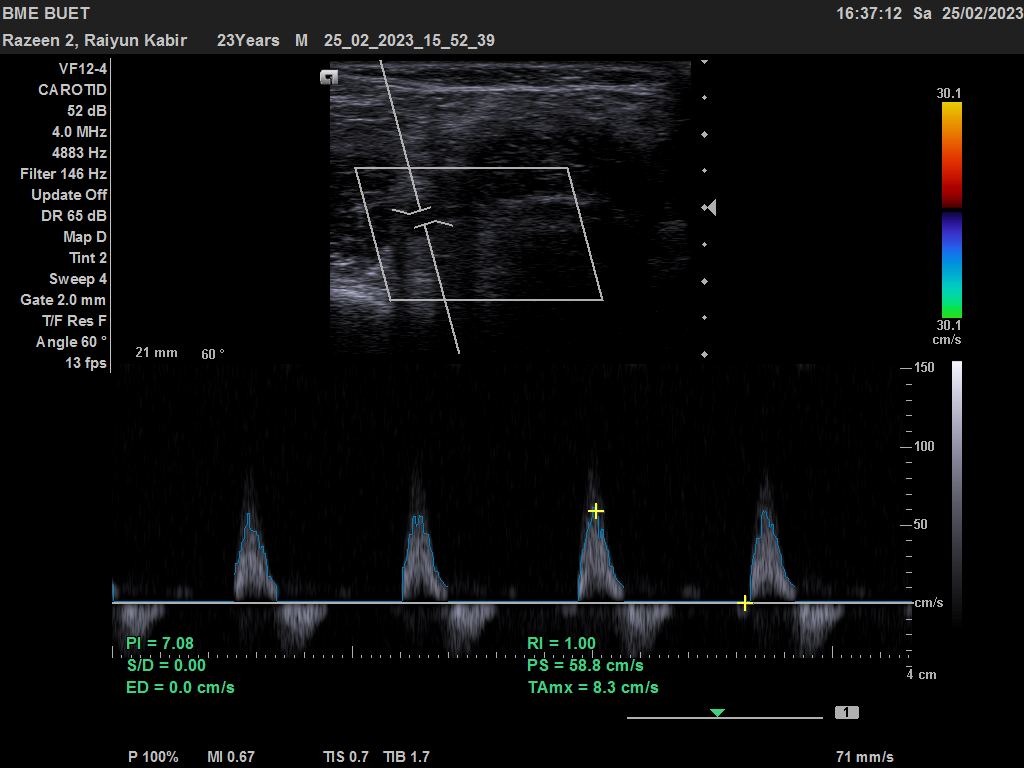 BME BUET 16:37:12 Sa 25/02/2023
Razeen 2, Raiyun Kabir 23Years M 25_02_2023_15_52_39
VF12-4
CAROTID
52 dB
4.0 MHz
4883 Hz
Filter 146 Hz
Update Off
DR 65 dB
Map D
Tint 2
Sweep 4
Gate 2.0 mm
T/F Res F
Angle 60 °
13 fps
21 mm 60 °
30.1
30.1
cm/s
150
100
50
cm/s
4 cm
PI = 7.08
S/D = 0.00
ED = 0.0 cm/s
RI = 1.00
PS = 58.8 cm/s
TAmx = 8.3 cm/s
1
P 100% MI 0.67 TIS 0.7 TIB 1.7 71 mm/s